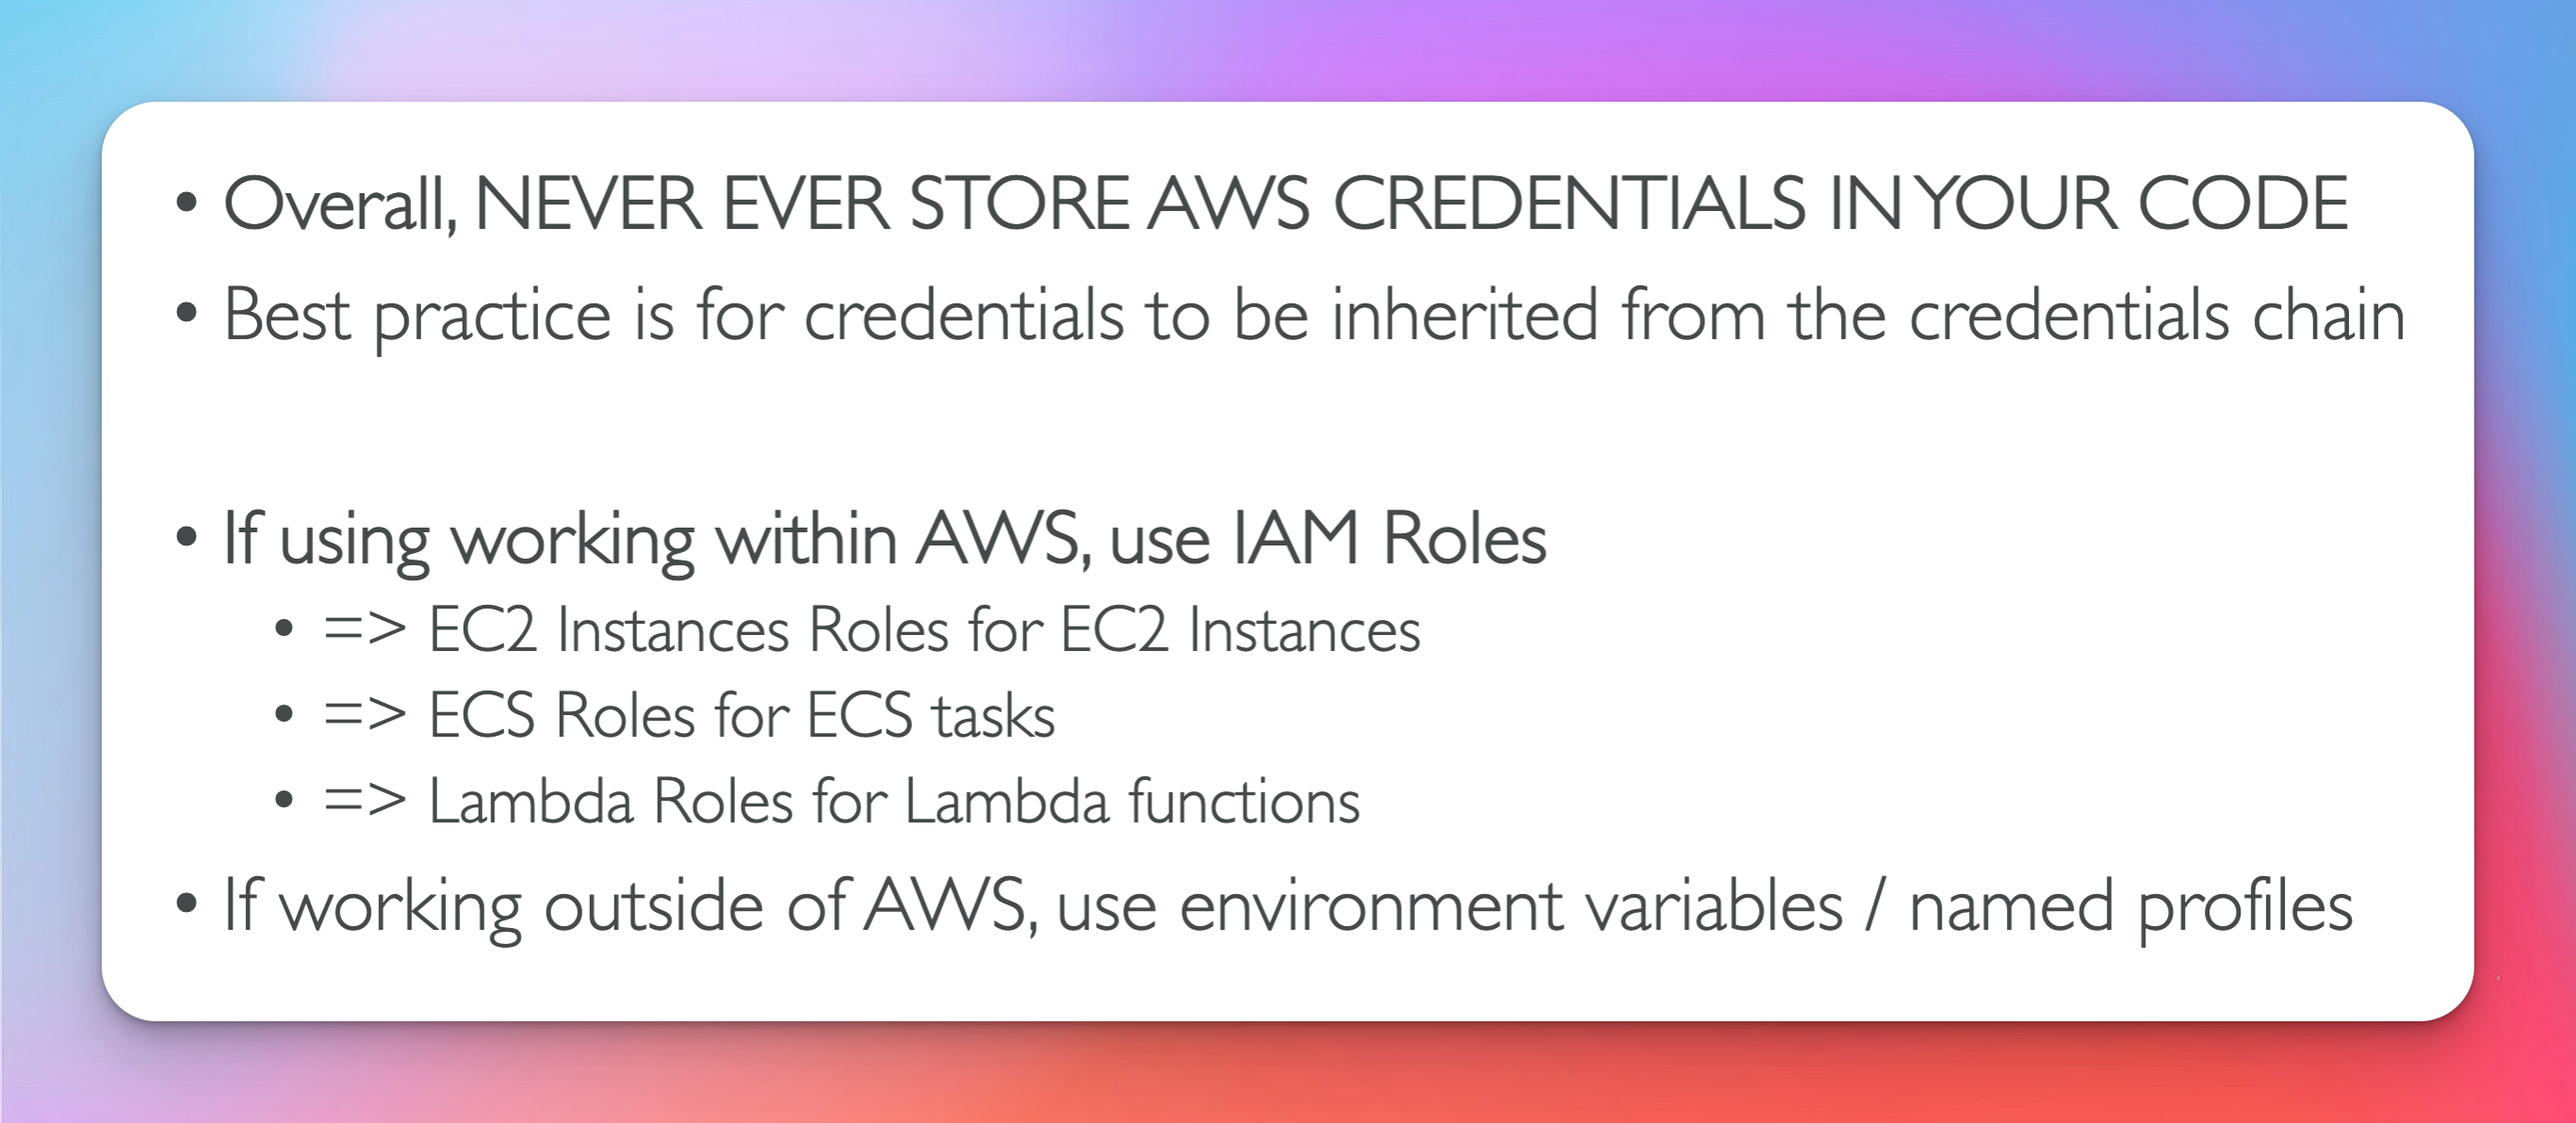 • Overall, NEVER EVER STORE AWS CREDENTIALS IN YOUR CODE
• Best practice is for credentials to be inherited from the credentials chain
• If using working within AWS, use IAM Roles
• => EC2 Instances Roles for EC2 Instances
• => ECS Roles for ECS tasks
• => Lambda Roles for Lambda functions
• If working outside of AWS, use environment variables / named profiles